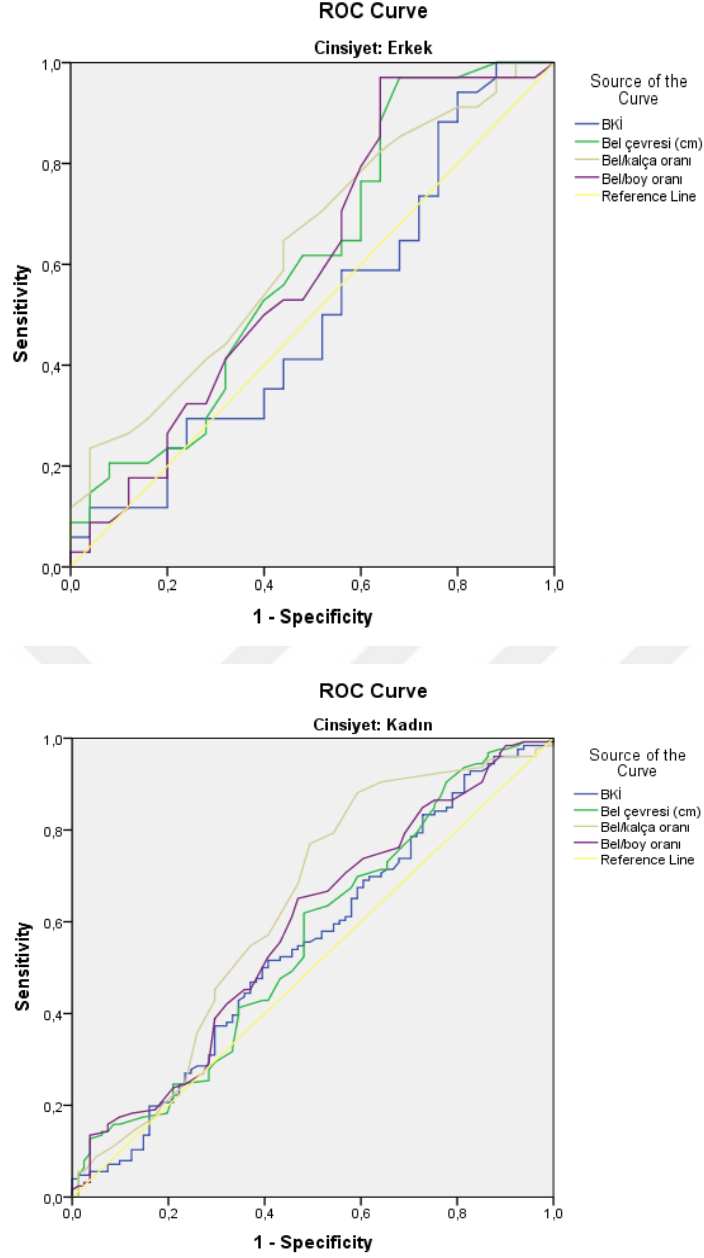 ROC Curve
Cinsiyet: Erkek
Source of the
Curve
BKİ
Bel çevresi (cm)
Bel/kalça oranı
Bel/boy oranı
Reference Line
Sensitivity
1,0
0,8
0,6
0,4
0,2
0,0
0,0 0,2 0,4 0,6 0,8 1,0
1 - Specificity
ROC Curve
Cinsiyet: Kadın
Source of the
Curve
BKİ
Bel çevresi (cm)
Bel/kalça oranı
Bel/boy oranı
Reference Line
Sensitivity
1,0
0,8
0,6
0,4
0,2
0,0
0,0 0,2 0,4 0,6 0,8 1,0
1 - Specificity